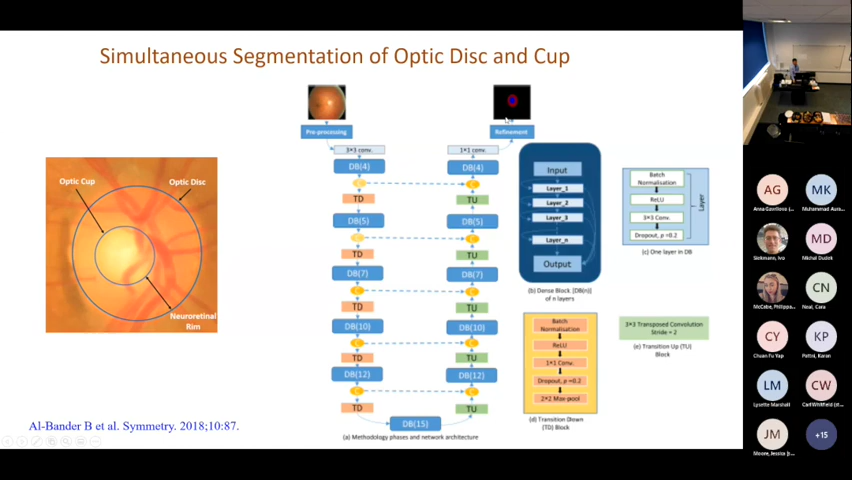 Simultaneous Segmentation of Optic Disc and Cup
Optic Cup
Optic Disc
Neuroretinal
Rim
Pre-processing
3*3 conv.
DB(4)
C
TD
DB(5)
C
TD
DB(7)
C
TD
DB(10)
C
TD
DB(12)
C
TD
DB(15)
Refinement
1*1 conv.
DB(4)
C
TU
DB(5)
C
TU
DB(7)
C
TU
DB(10)
C
TU
DB(12)
C
TU
(a) Methodology phases and network architecture
Input
Layer_1
Layer_2
Layer_3
Layer_n
Output
(b) Dense Block [DB(n)]
of n layers
Batch
Normalisation
ReLU
3*3 Conv.
Dropout, p =0.2
Layer
(c) One layer in DB
Batch
Normalisation
ReLU
1*1 Conv.
Dropout, p =0.2
2*2 Max-pool
(d) Transition Down
(TD) Block
3*3 Transposed Convolution
Stride = 2
(e) Transition Up (TU)
Block
Al-Bander B et al. Symmetry. 2018;10:87.
AG
MK
Muhammad
Siekmann, Ivo
MD
Michal Dudek
McCabe, Philippa
CN
Neal, Cara
CY
Chuan Fu Yap
KP
Pattni, Karan
LM
Lysette Marshall
CW
Carl Whitfield
JM
Moore, Jessica
+15